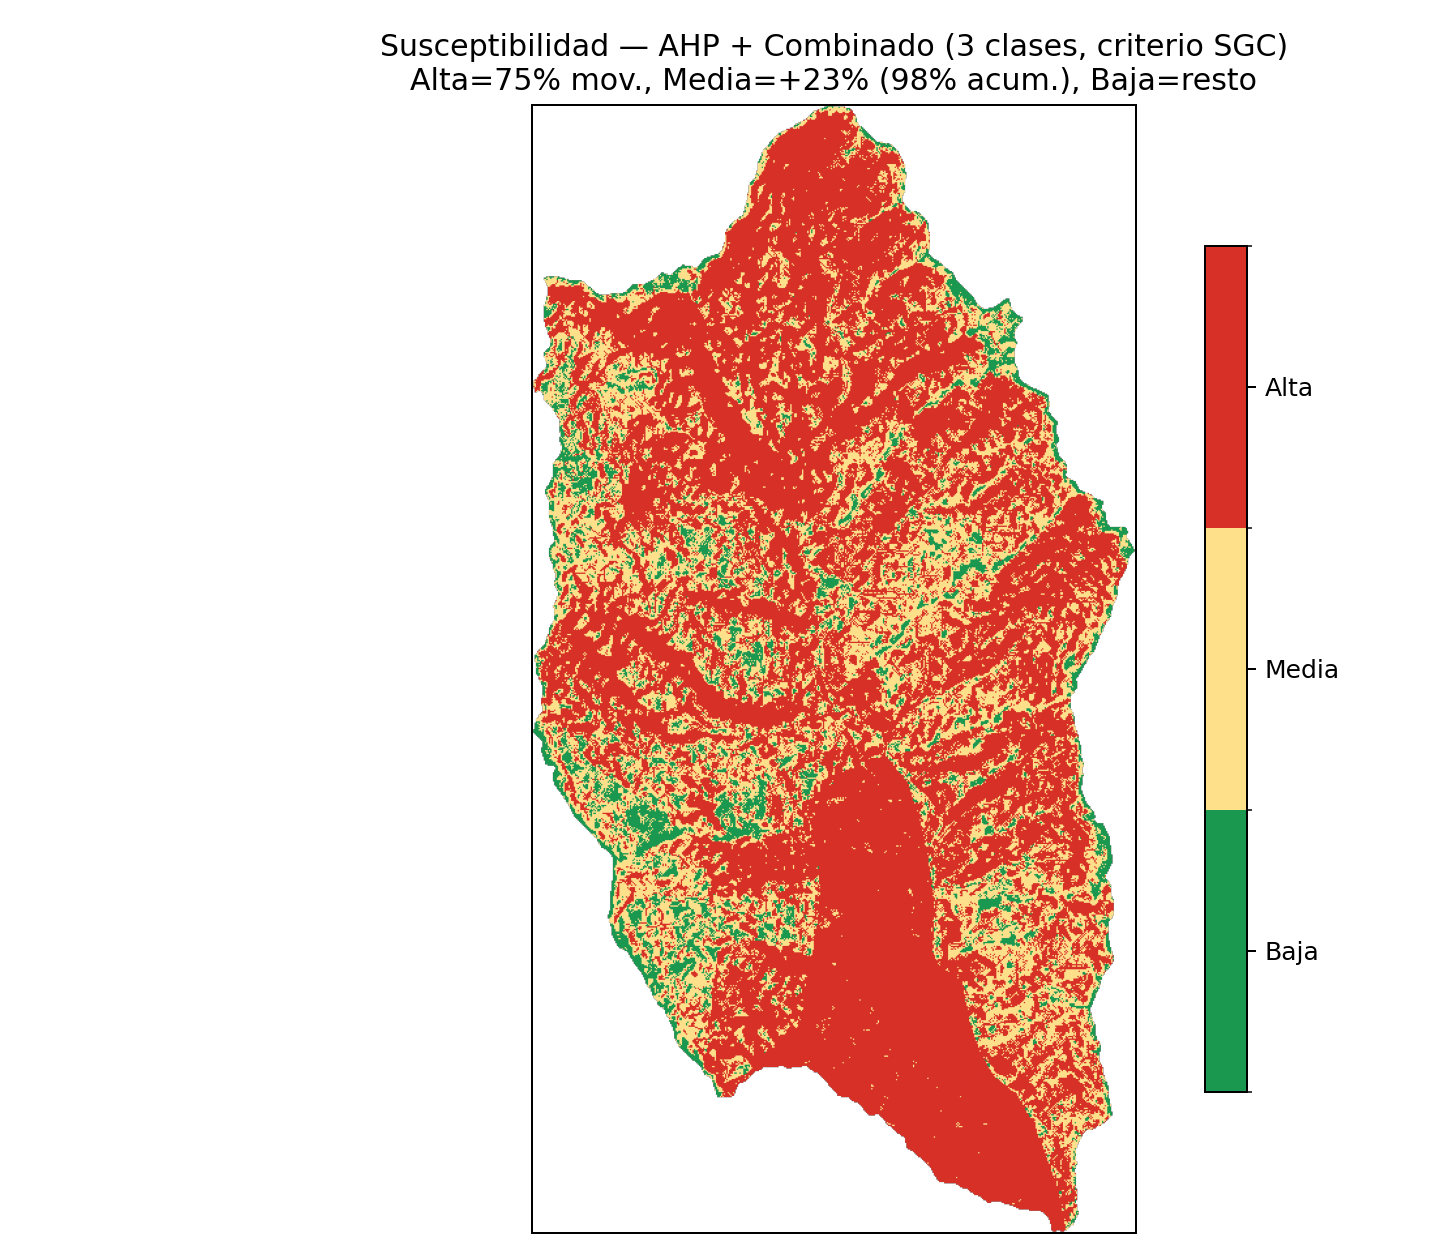 Susceptibilidad — AHP + Combinado (3 clases, criterio SGC)
Alta=75% mov., Media=+23% (98% acum.), Baja=resto
Alta
Media
Baja